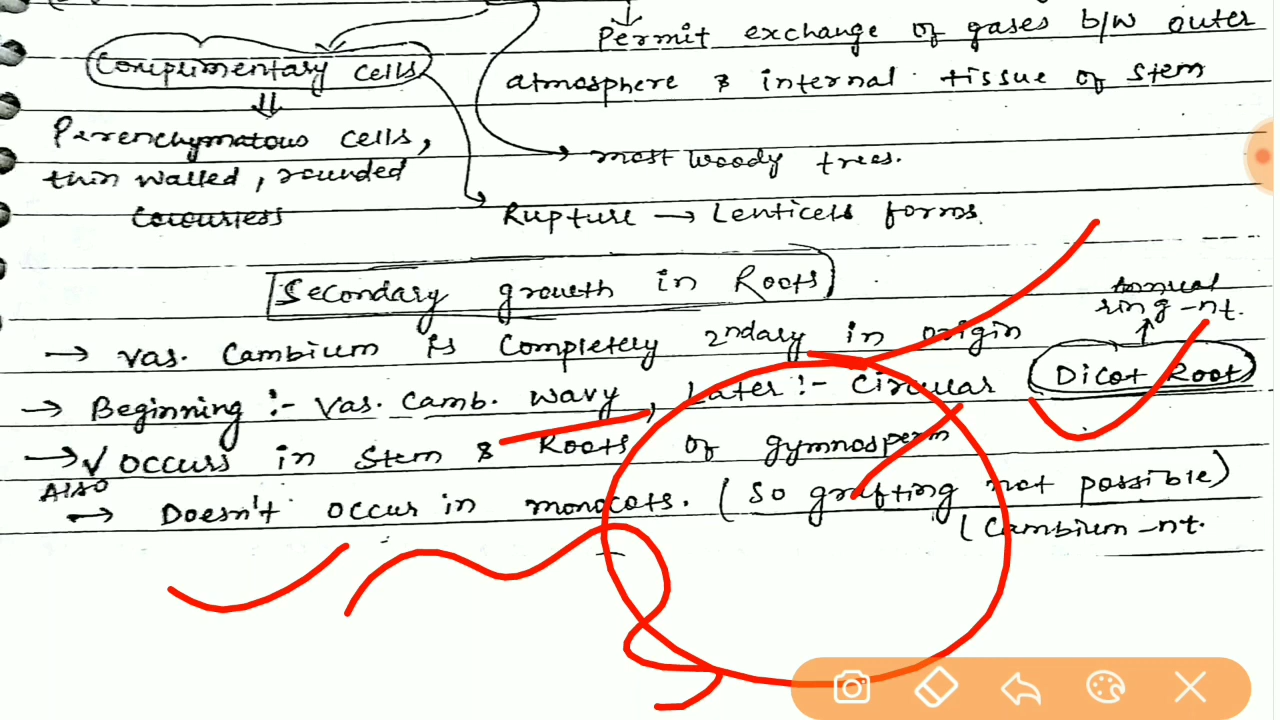 Permit exchange of gases b/w outer
Complimentary cells
atmosphere & internal tissue of stem
Perenchymatous cells,
most woody trees.
thin walled, rounded
Colourless
Rupture → Lenticels forms.
Secondary growth in Roots
Annual
ring -nt.
→ Vas. Cambium is Completely 2ndary in origin
Dicot Root
→ Beginning :- Vas. Camb. wavy, Later :- Circular
→ √ Occurs in Stem & Roots of gymnosperm
Also
→ Doesn't occur in monocots. (So grafting not possible)
(Cambium -nt.